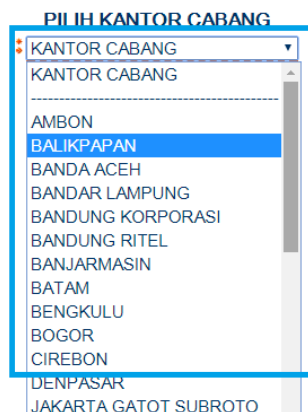 PILIH KANTOR CABANG
KANTOR CABANG
KANTOR CABANG
------------------------------------------------
AMBON
BALIKPAPAN
BANDA ACEH
BANDAR LAMPUNG
BANDUNG KORPORASI
BANDUNG RITEL
BANJARMASIN
BATAM
BENGKULU
BOGOR
CIREBON
DENPASAR
JAKARTA GATOT SUBROTO